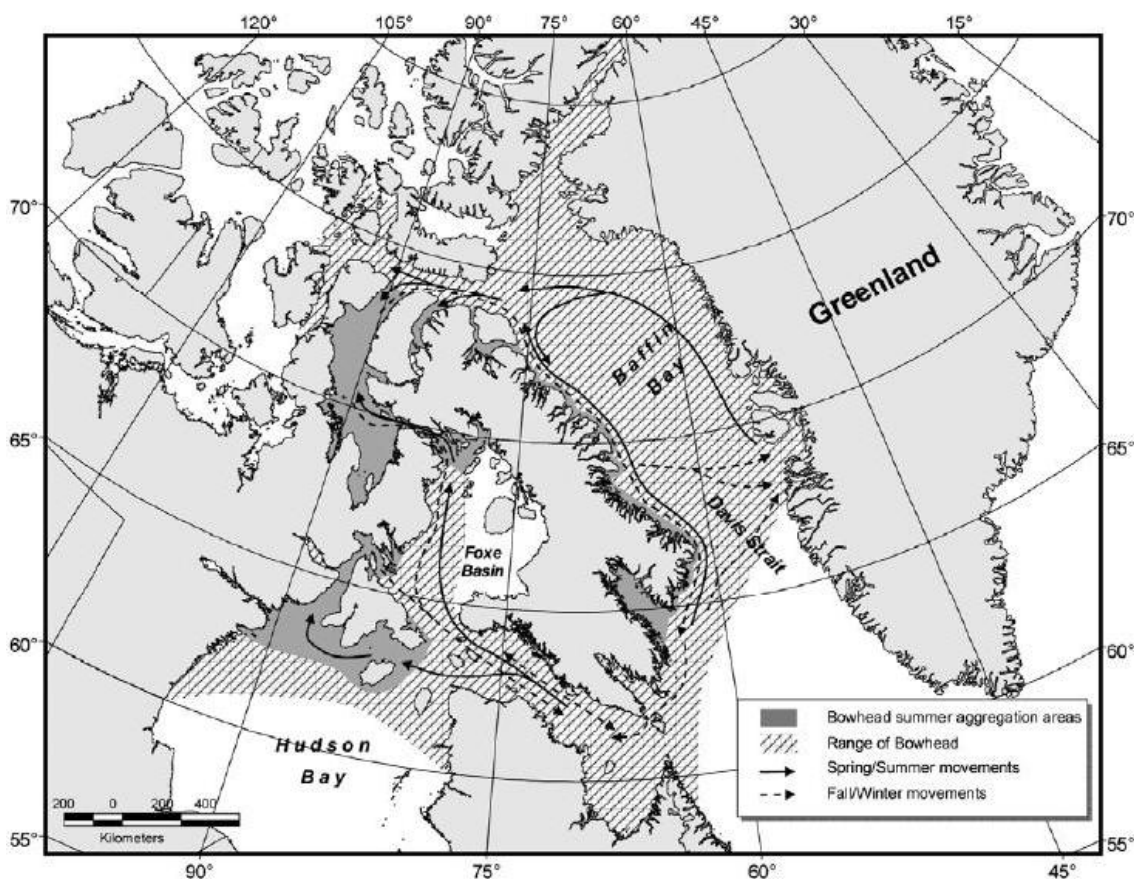 120° 105° 90° 75° 60° 45° 30° 15°
70°
70°
Greenland
Baffin
Bay
65°
65°
Davis Strait
Foxe
Basin
60°
60°
Hudson
Bay
Bowhead summer aggregation areas
Range of Bowhead
Spring/Summer movements
Fall/Winter movements
200 0 200 400
Kilometers
55°
55°
90° 75° 60° 45°